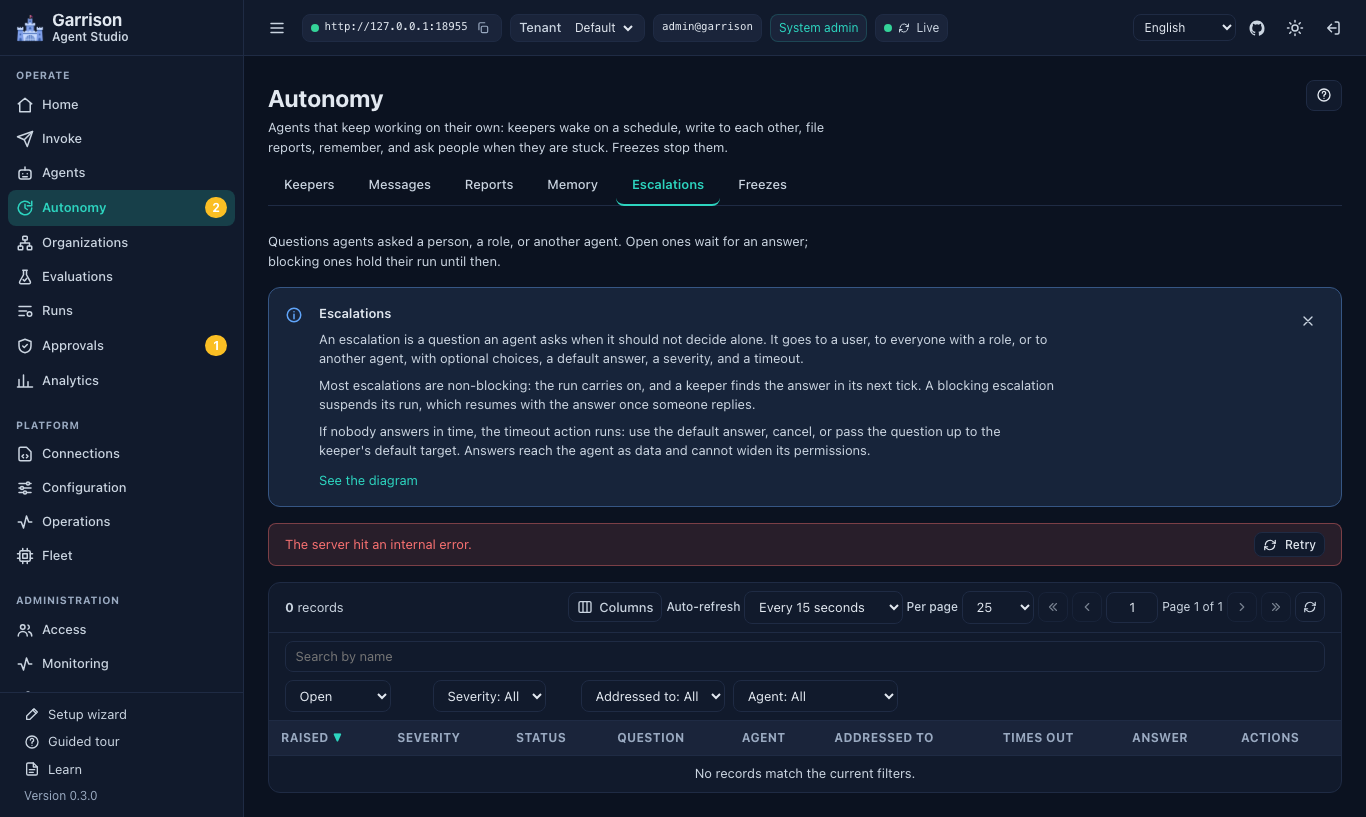 Garrison
Agent Studio
http://127.0.0.1:18955
Tenant Default
admin@garrison
System admin
Live
English
OPERATE
Home
Invoke
Agents
Autonomy 2
Organizations
Evaluations
Runs
Approvals 1
Analytics
PLATFORM
Connections
Configuration
Operations
Fleet
ADMINISTRATION
Access
Monitoring
Setup wizard
Guided tour
Learn
Version 0.3.0
Autonomy
Agents that keep working on their own: keepers wake on a schedule, write to each other, file
reports, remember, and ask people when they are stuck. Freezes stop them.
Keepers Messages Reports Memory Escalations Freezes
Questions agents asked a person, a role, or another agent. Open ones wait for an answer;
blocking ones hold their run until then.
Escalations
An escalation is a question an agent asks when it should not decide alone. It goes to a user, to everyone with a role, or to
another agent, with optional choices, a default answer, a severity, and a timeout.
Most escalations are non-blocking: the run carries on, and a keeper finds the answer in its next tick. A blocking escalation
suspends its run, which resumes with the answer once someone replies.
If nobody answers in time, the timeout action runs: use the default answer, cancel, or pass the question up to the
keeper's default target. Answers reach the agent as data and cannot widen its permissions.
See the diagram
The server hit an internal error. Retry
0 records Columns Auto-refresh Every 15 seconds Per page 25 1 Page 1 of 1
Search by name
Open Severity: All Addressed to: All Agent: All
RAISED SEVERITY STATUS QUESTION AGENT ADDRESSED TO TIMES OUT ANSWER ACTIONS
No records match the current filters.